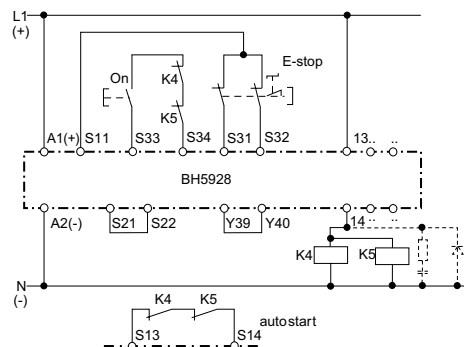 L1
(+)
On
K4
K5
E-stop
A1(+) S11 S33 S34 S31 S32 13.. ..
BH5928
A2(-) S21 S22 Y39 Y40 14 .. ..
K4 K5
N
(-)
K4 K5
S13 S14
autostart